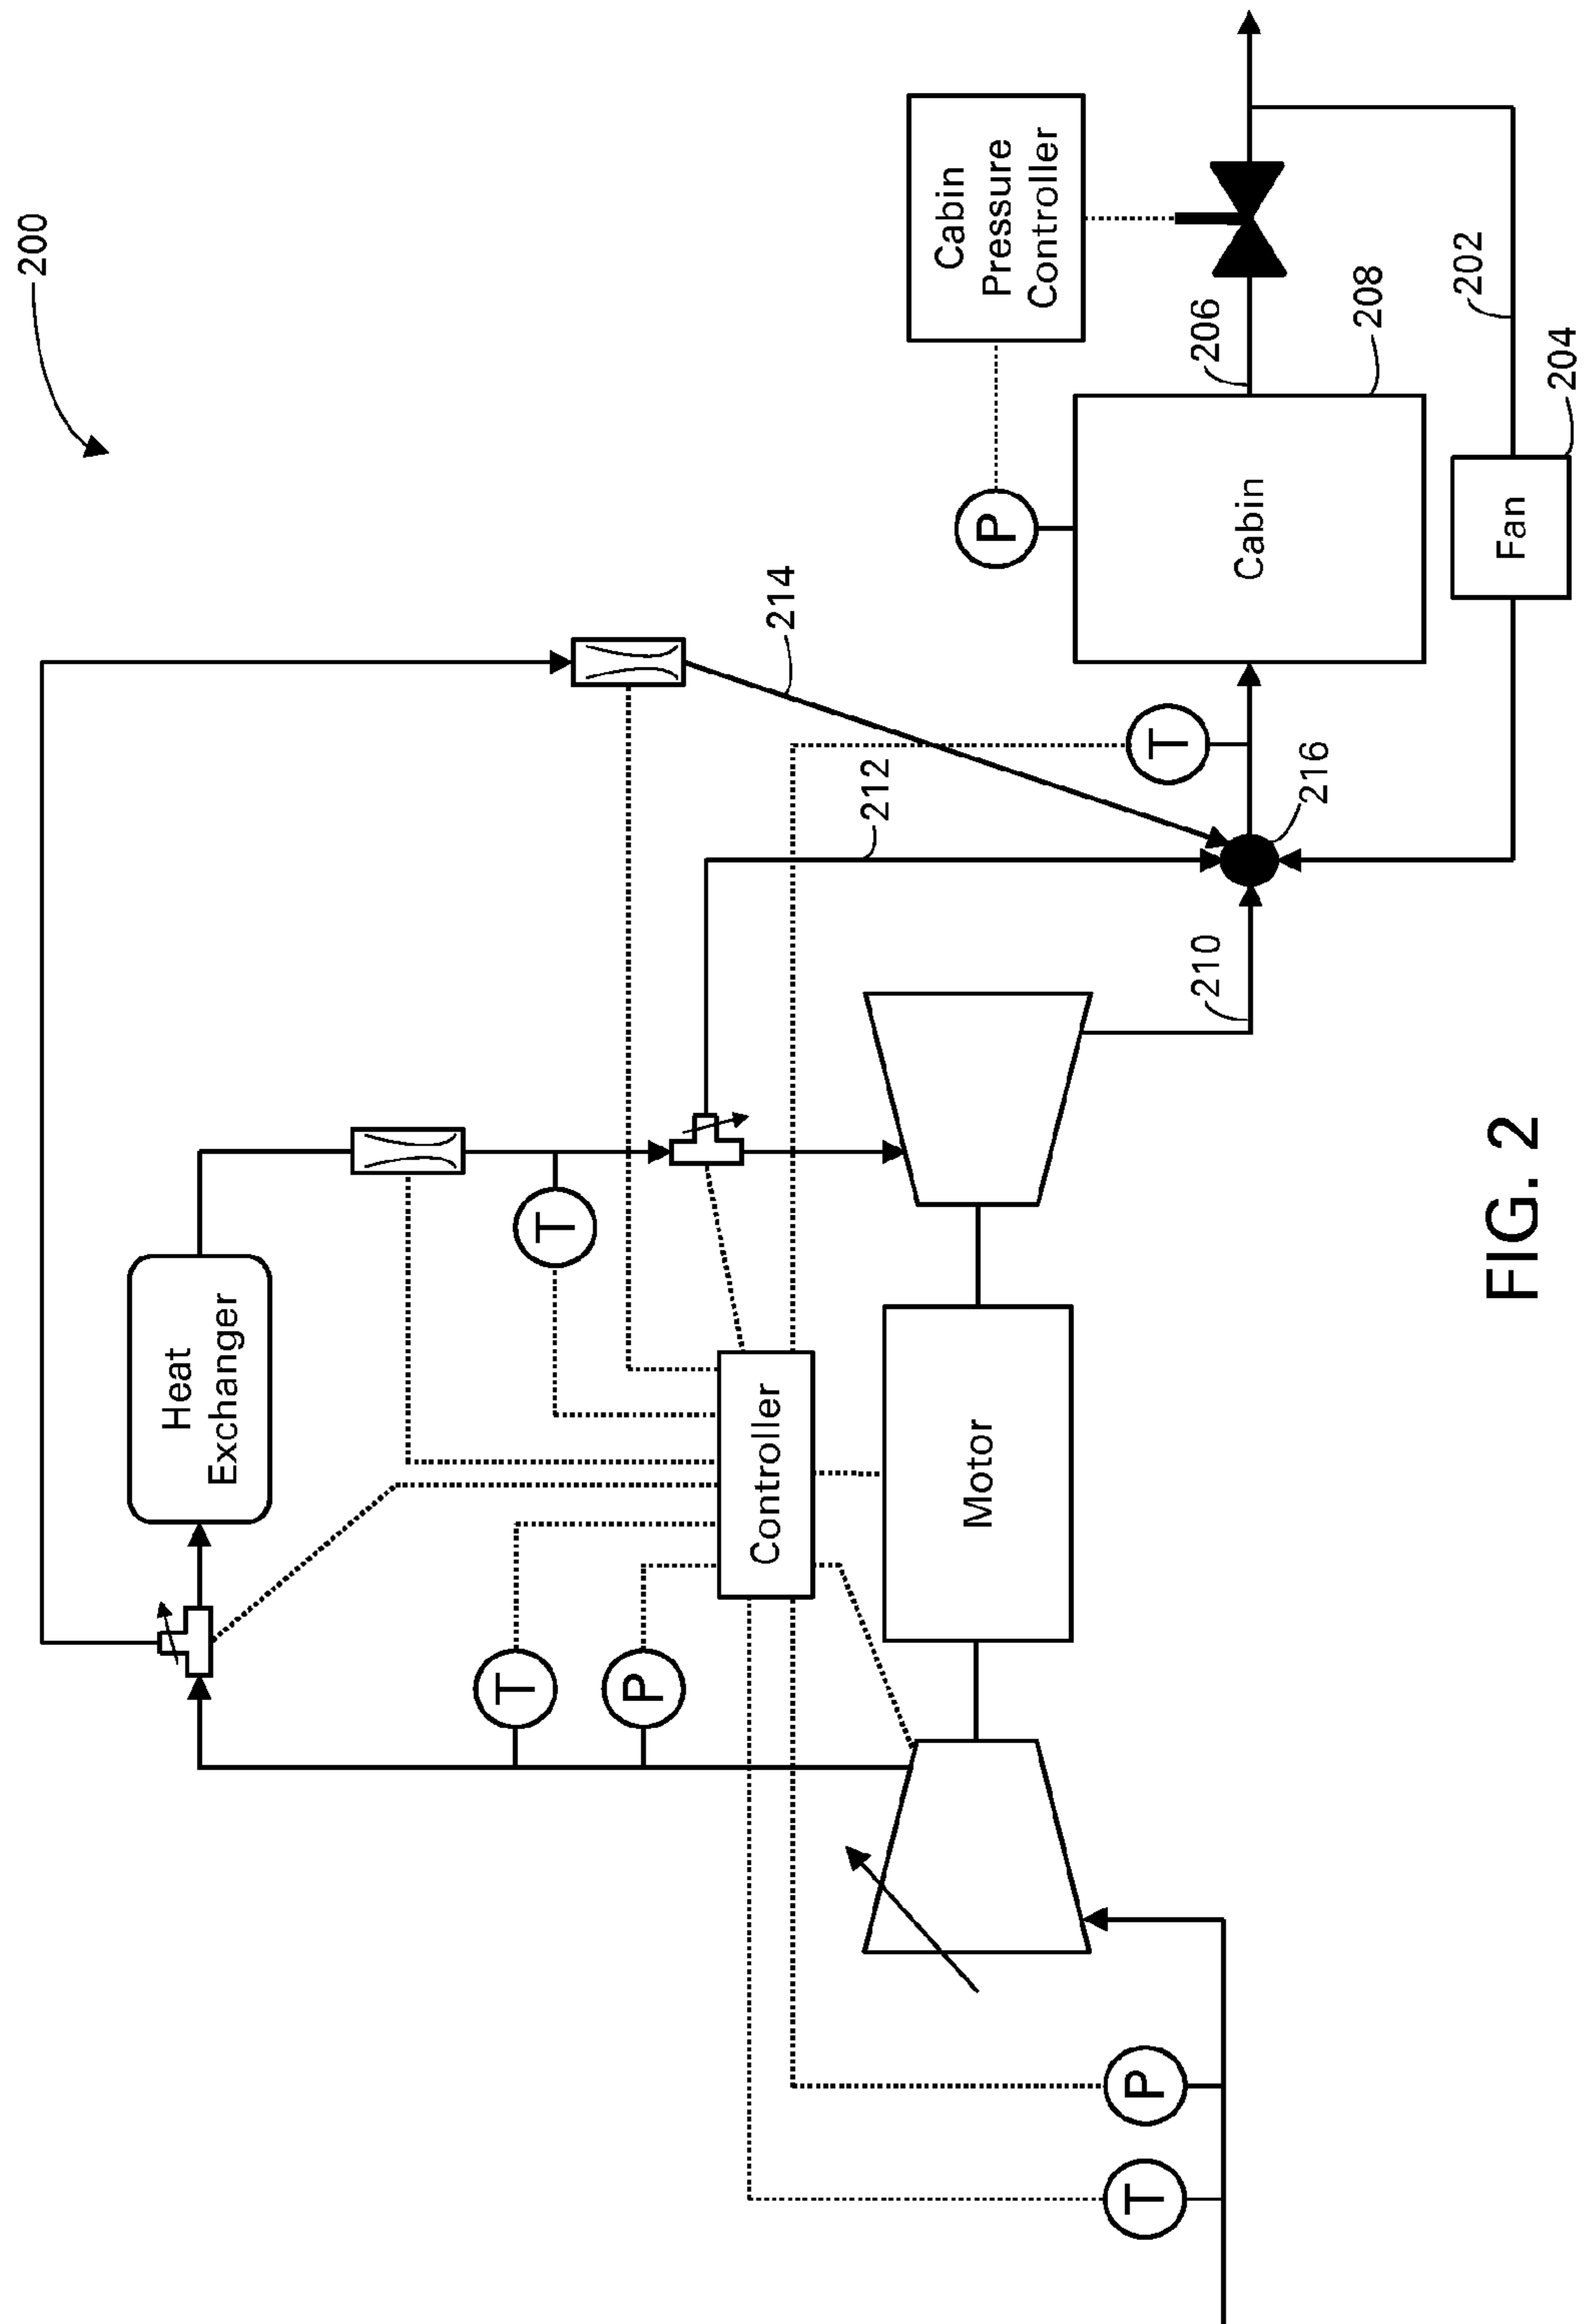 200
Heat
Exchanger
T
P
T
Controller
Motor
T
P
212
214
210
216
T
P
Cabin
Pressure
Controller
206
208
Cabin
202
204
Fan
FIG. 2